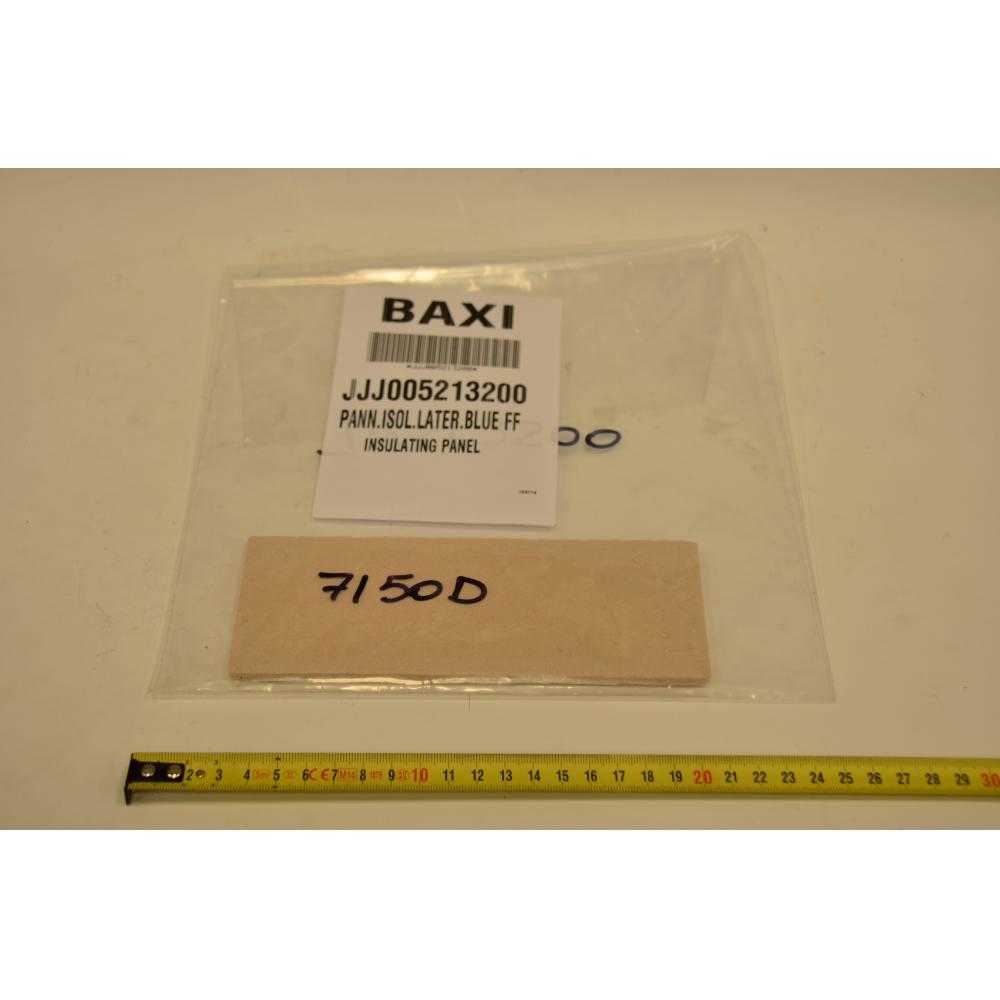 BAXI
*JJJ005213200*
JJJ005213200
PANN.ISOL.LATER.BLUE FF
200
INSULATING PANEL
7150D
2 3 4 5 6 7 8 9 10 11 12 13 14 15 16 17 18 19 20 21 22 23 24 25 26 27 28 29 30